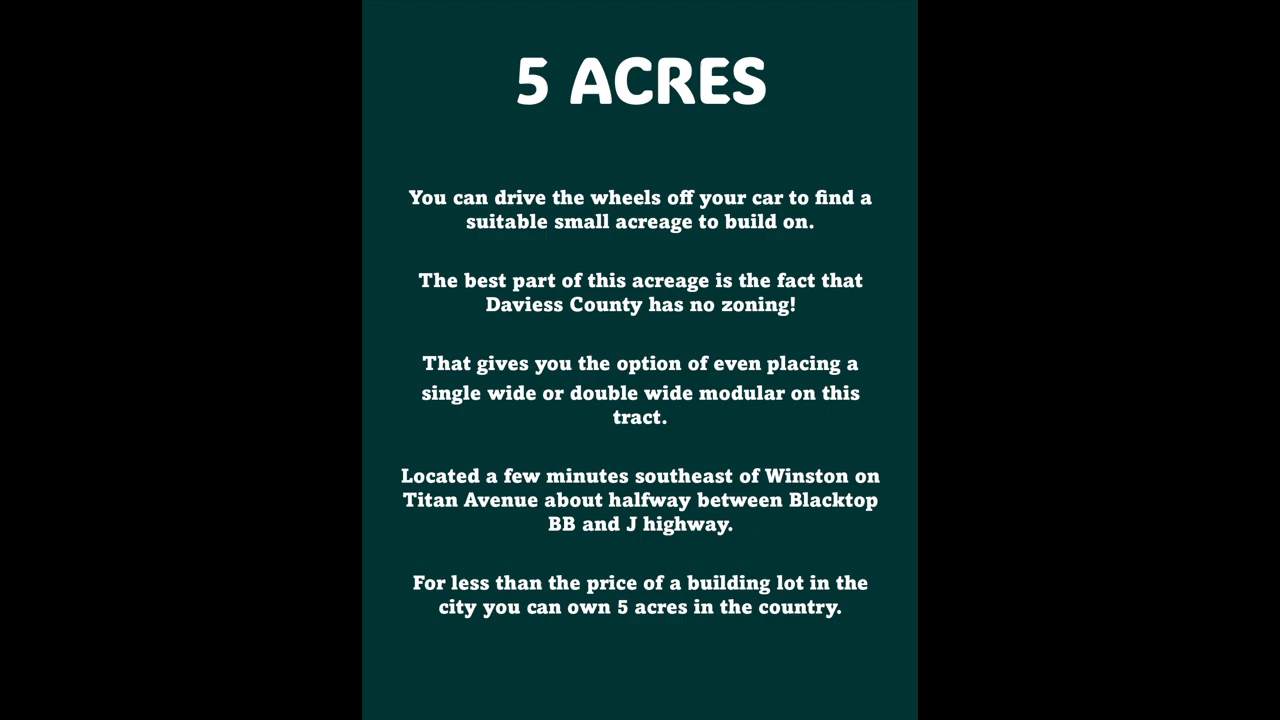 5 ACRES
You can drive the wheels off your car to find a
suitable small acreage to build on.
The best part of this acreage is the fact that
Daviess County has no zoning!
That gives you the option of even placing a
single wide or double wide modular on this
tract.
Located a few minutes southeast of Winston on
Titan Avenue about halfway between Blacktop
BB and J highway.
For less than the price of a building lot in the
city you can own 5 acres in the country.